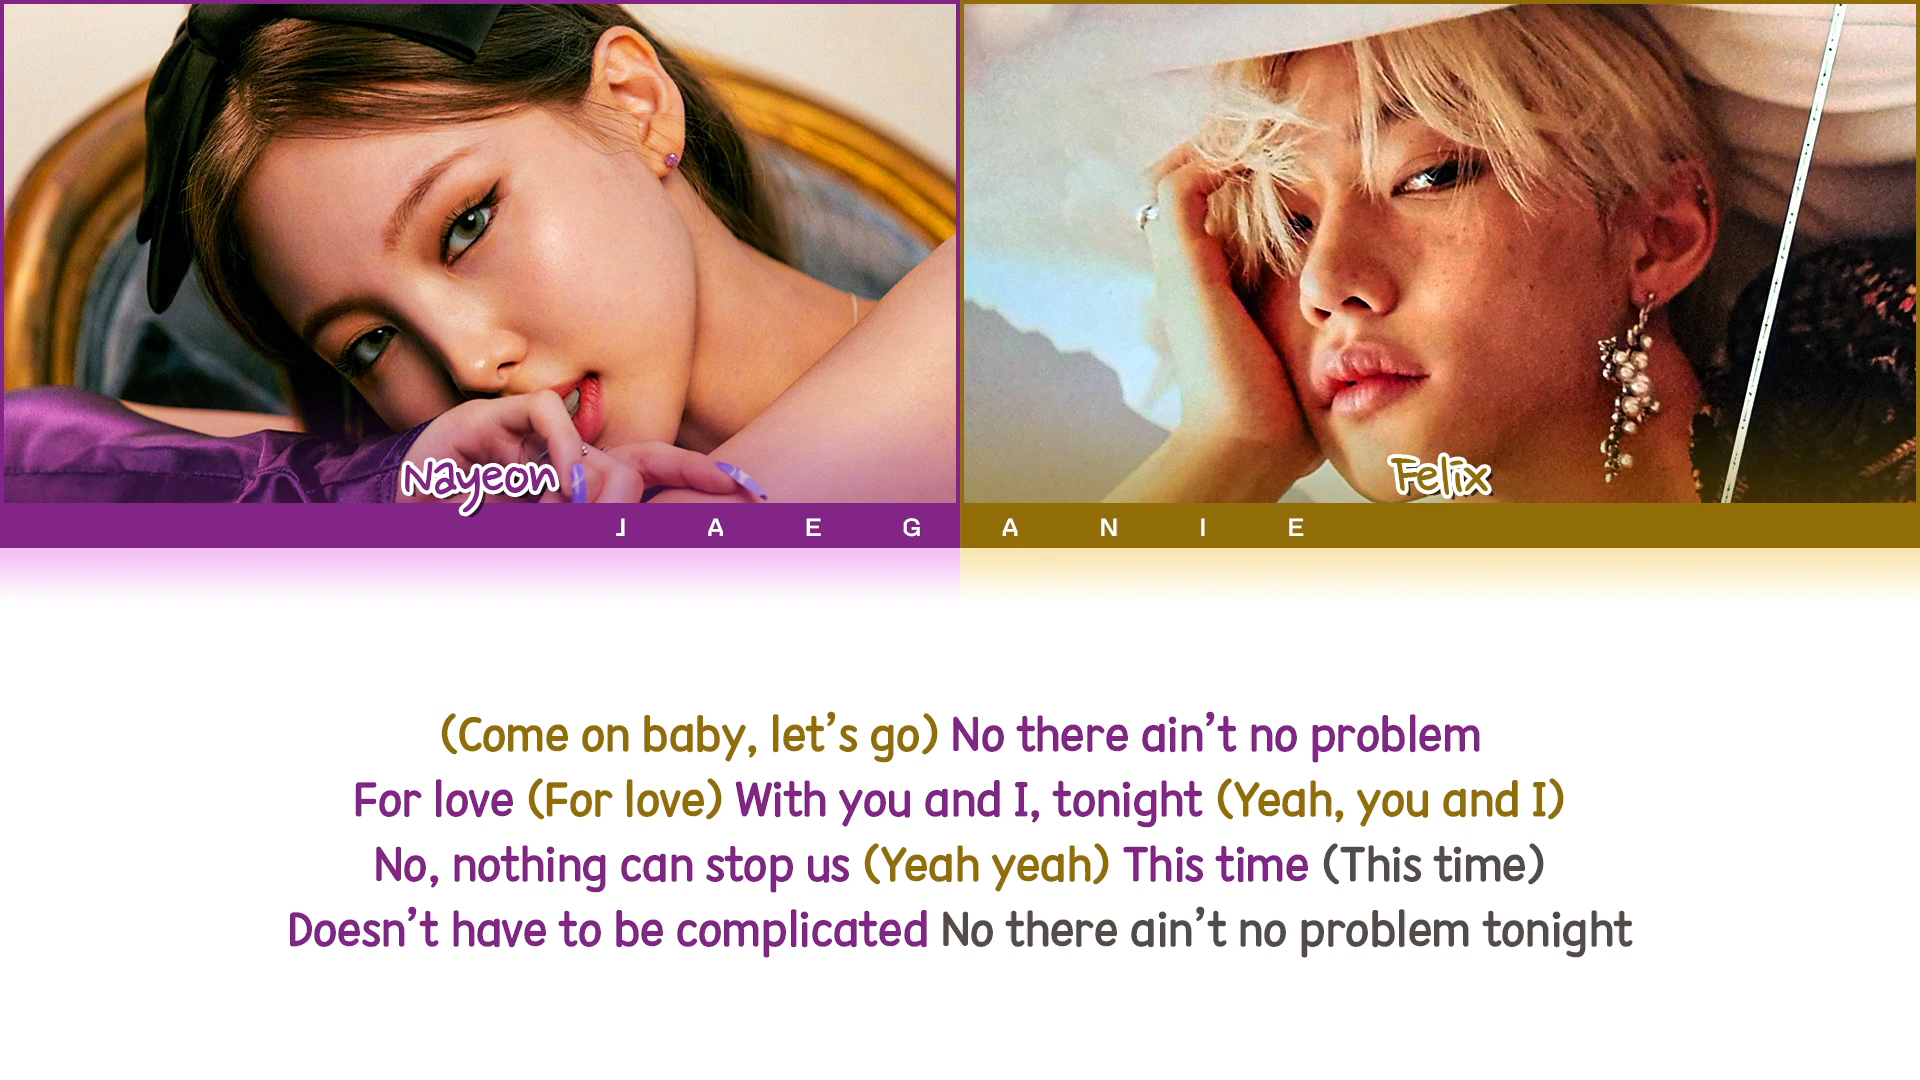 Nayeon
Felix
J A E G A N I E
(Come on baby, let’s go) No there ain’t no problem
For love (For love) With you and I, tonight (Yeah, you and I)
No, nothing can stop us (Yeah yeah) This time (This time)
Doesn’t have to be complicated No there ain’t no problem tonight